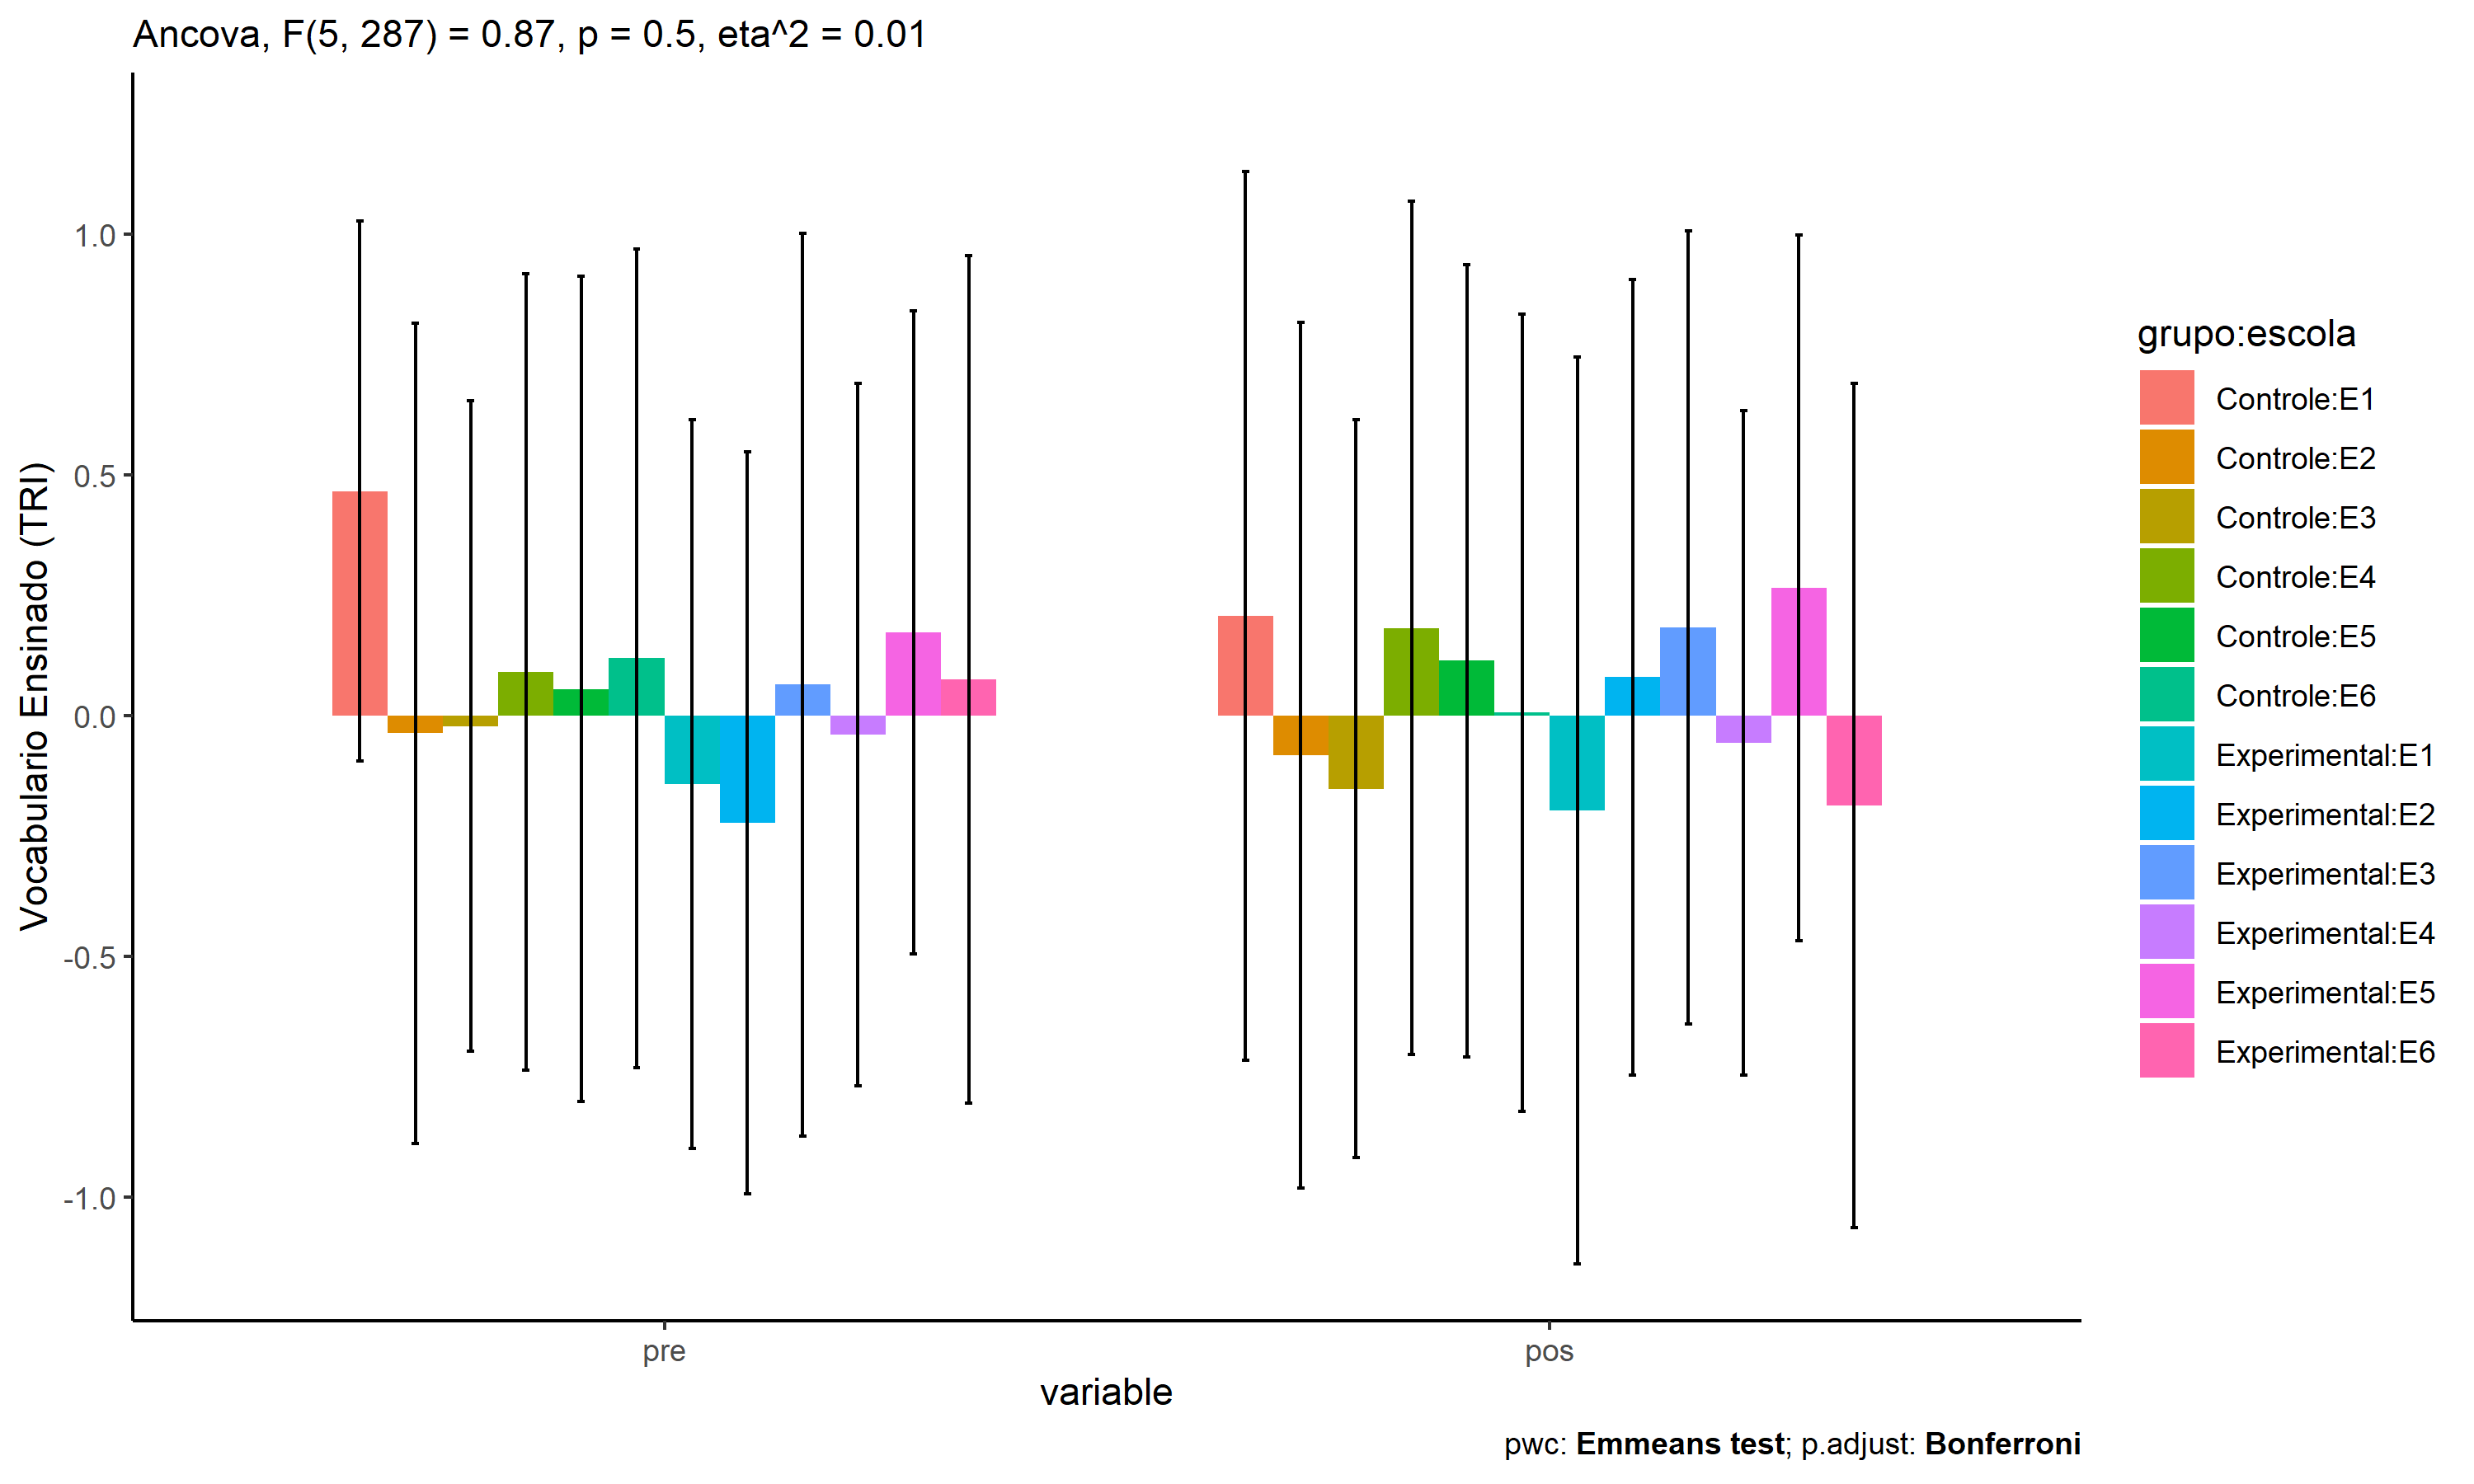 Ancova, F(5, 287) = 0.87, p = 0.5, eta^2 = 0.01
Vocabulario Ensinado (TRI)
1.0
0.5
0.0
-0.5
-1.0
pre
pos
variable
grupo:escola
Controle:E1
Controle:E2
Controle:E3
Controle:E4
Controle:E5
Controle:E6
Experimental:E1
Experimental:E2
Experimental:E3
Experimental:E4
Experimental:E5
Experimental:E6
pwc: Emmeans test; p.adjust: Bonferroni